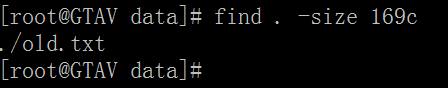 [root@GTAV data]# find . -size 169c
./old.txt
[root@GTAV data]#